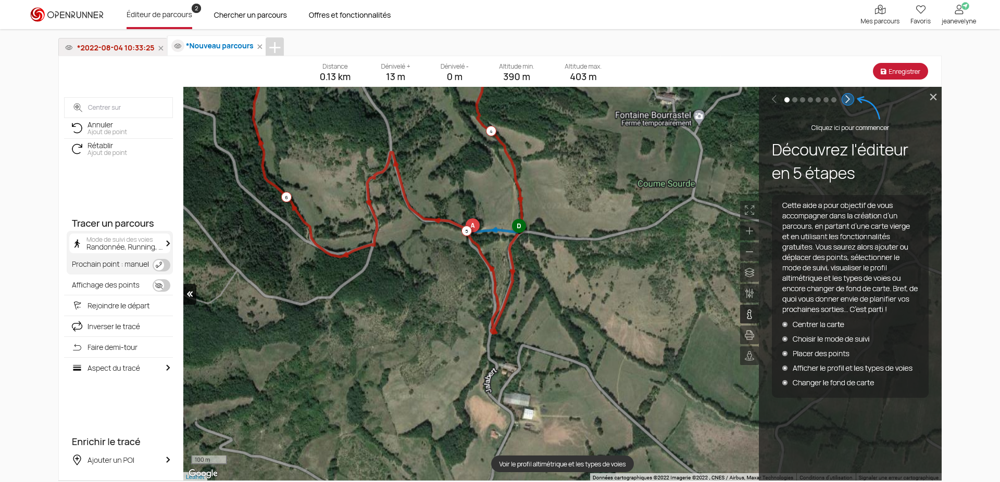 OPENRUNNER
Éditeur de parcours
2
Chercher un parcours
Offres et fonctionnalités
Mes parcours
Favoris
jeanevelyne
*2022-08-04 10:33:25
*Nouveau parcours
Distance
0.13 km
Dénivelé +
13 m
Dénivelé -
0 m
Altitude min.
390 m
Altitude max.
403 m
Enregistrer
Centrer sur
Annuler
Ajout de point
Rétablir
Ajout de point
Tracer un parcours
Mode de suivi des voies
Randonnée, Running, ...
Prochain point : manuel
Affichage des points
Rejoindre le départ
Inverser le tracé
Faire demi-tour
Aspect du tracé
Enrichir le tracé
Ajouter un POI
Fontaine Bourrastel
Fermé temporairement
4
Coume Sourde
6
A
D
5
Jalabert
100 m
Google
Leaflet
Voir le profil altimétrique et les types de voies
Données cartographiques ©2022 Imagerie ©2022 , CNES / Airbus, Maxar Technologies
Conditions d'utilisation
Signaler une erreur cartographique
Cliquez ici pour commencer
Découvrez l'éditeur
en 5 étapes
Cette aide a pour objectif de vous
accompagner dans la création d'un
parcours, en partant d'une carte vierge
et en utilisant les fonctionnalités
gratuites. Vous saurez alors ajouter ou
déplacer des points, sélectionner le
mode de suivi, visualiser le profil
altimétrique et les types de voies ou
encore changer de fond de carte. Bref, de
quoi vous donner envie de planifier vos
prochaines sorties... C'est parti !
Centrer la carte
Choisir le mode de suivi
Placer des points
Afficher le profil et les types de voies
Changer le fond de carte